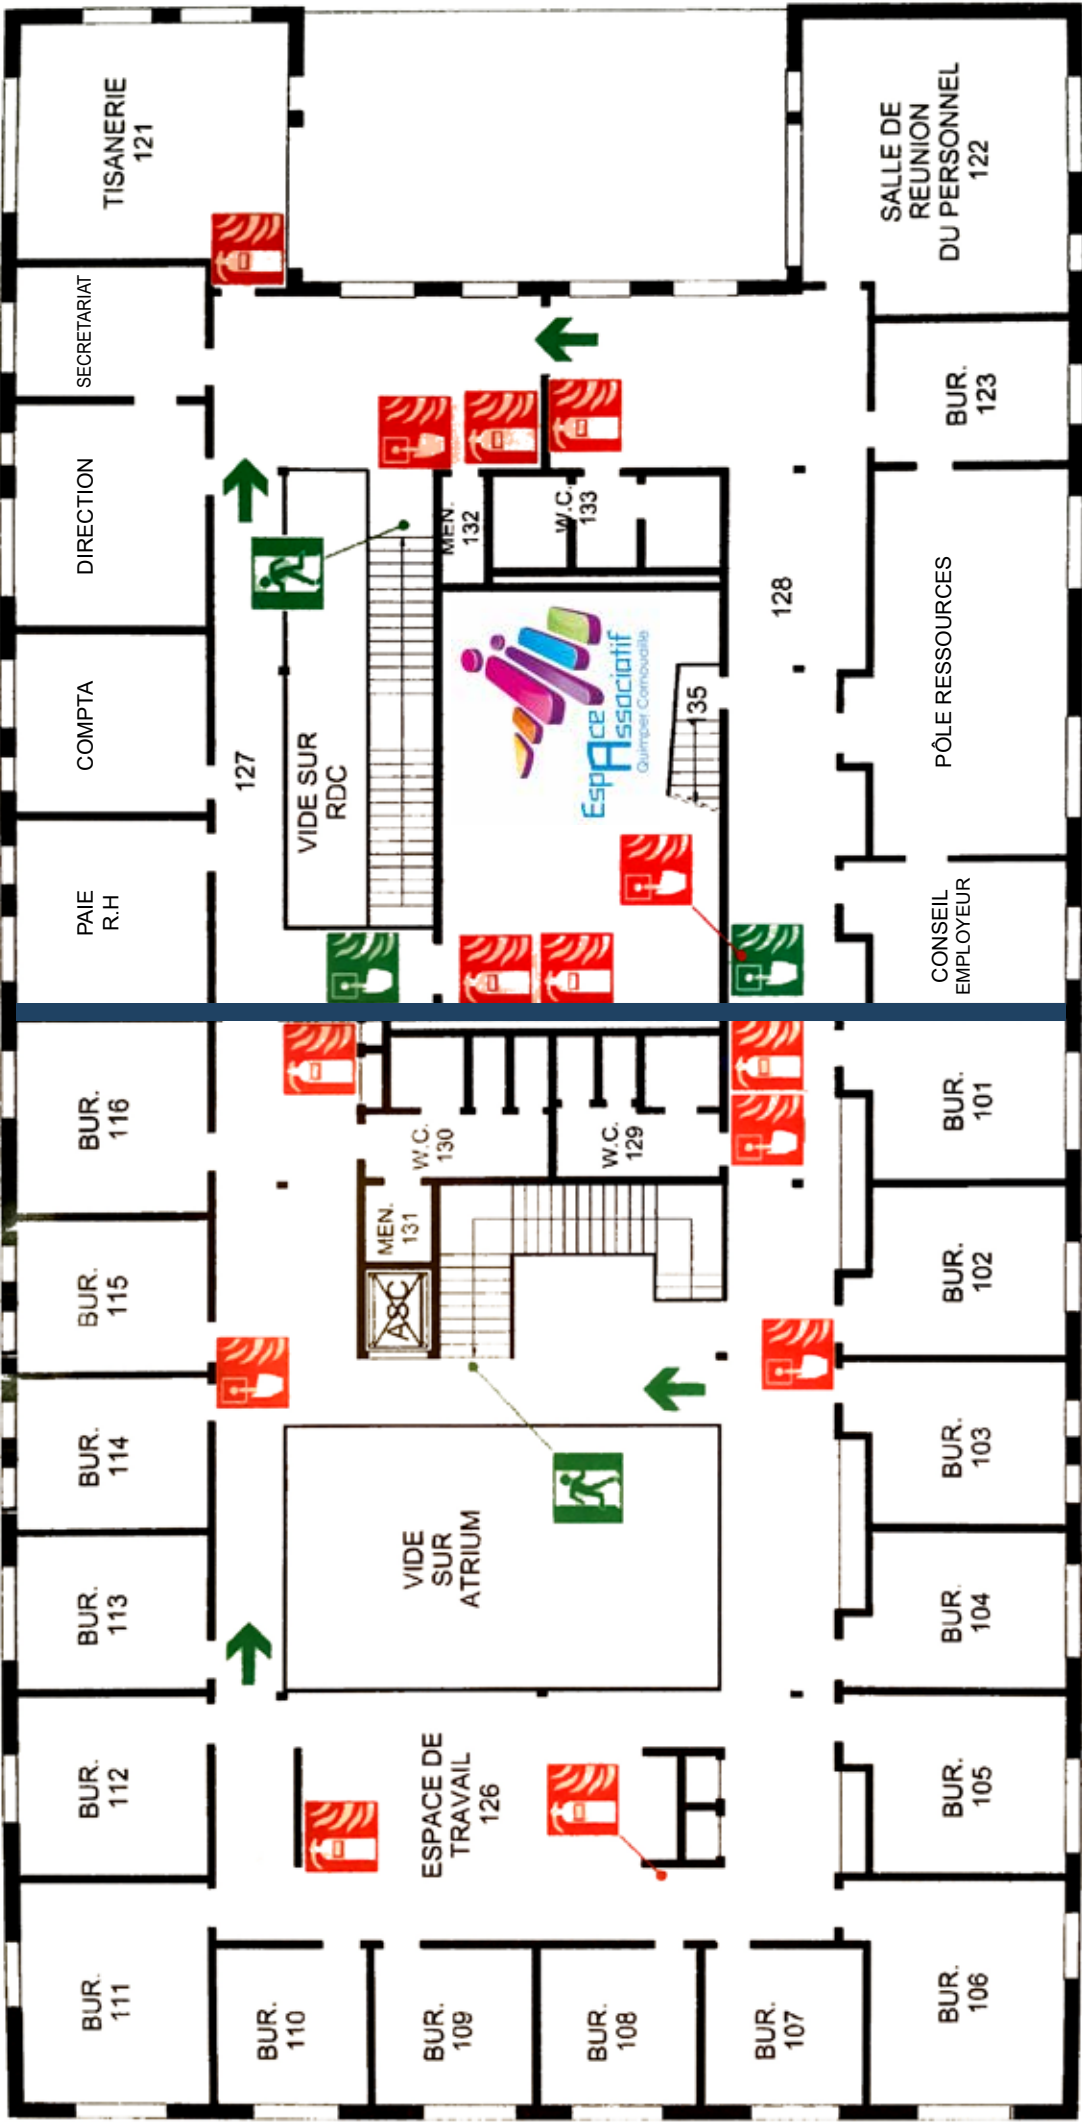 TISANERIE
121
SALLE DE
REUNION
DU PERSONNEL
122
SECRETARIAT
BUR.
123
DIRECTION
MEN.
132
W.C.
133
128
PÔLE RESSOURCES
COMPTA
127
VIDE SUR
RDC
EspAce
Associatif
Quimper Cornouaille
135
PAIE
R.H
CONSEIL
EMPLOYEUR
BUR.
116
W.C.
130
W.C.
129
BUR.
101
MEN.
131
BUR.
115
ASC
BUR.
102
BUR.
114
BUR.
103
VIDE
SUR
ATRIUM
BUR.
113
BUR.
104
BUR.
112
ESPACE DE
TRAVAIL
126
BUR.
105
BUR.
111
BUR.
110
BUR.
109
BUR.
108
BUR.
107
BUR.
106